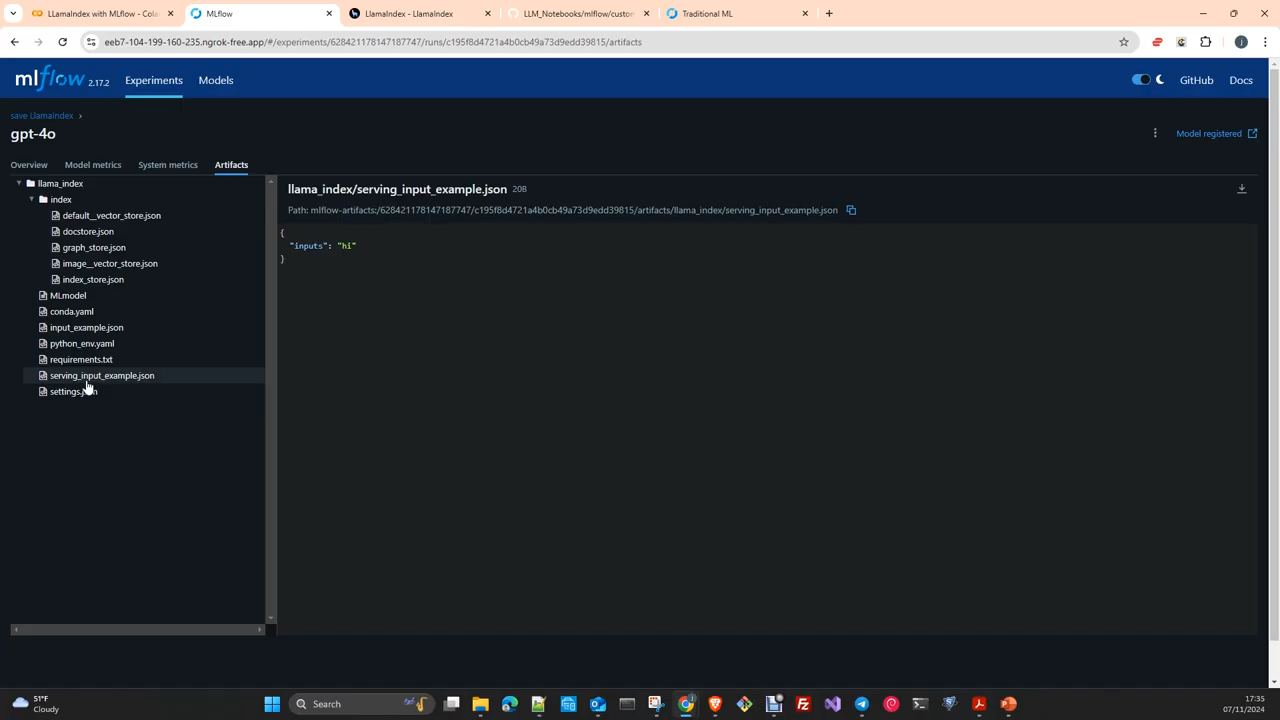 LLamaIndex with MLflow - Cola
MLflow
LlamaIndex - LlamaIndex
LLM_Notebooks/mlflow/custom
Traditional ML
eeb7-104-199-160-235.ngrok-free.app/#/experiments/628421178147187747/runs/c195f8d4721a4b0cb49a73d9edd39815/artifacts
mlflow 2.17.2
Experiments
Models
GitHub
Docs
save LlamaIndex
gpt-4o
Model registered
Overview
Model metrics
System metrics
Artifacts
llama_index
index
default__vector_store.json
docstore.json
graph_store.json
image__vector_store.json
index_store.json
MLmodel
conda.yaml
input_example.json
python_env.yaml
requirements.txt
serving_input_example.json
llama_index/serving_input_example.json 20B
Path: mlflow-artifacts:/628421178147187747/c195f8d4721a4b0cb49a73d9edd39815/artifacts/llama_index/serving_input_example.json
{
"inputs": "hi"
}
51°F
Cloudy
Search
17:35
07/11/2024